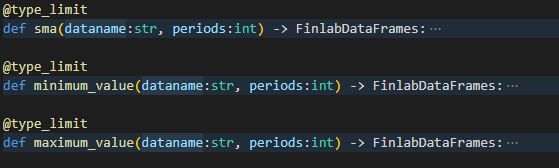 @type_limit
def sma(dataname:str, periods:int) -> FinlabDataFrames:···
@type_limit
def minimum_value(dataname:str, periods:int) -> FinlabDataFrames:···
@type_limit
def maximum_value(dataname:str, periods:int) -> FinlabDataFrames:···